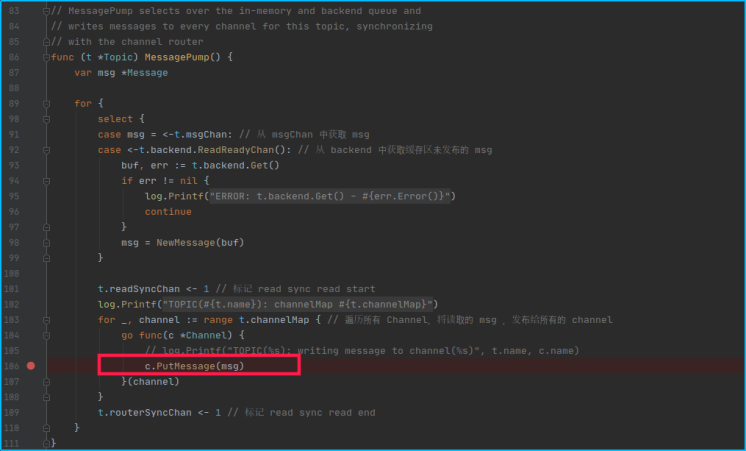 83 // MessagePump selects over the in-memory and backend queue and
84 // writes messages to every channel for this topic, synchronizing
85 // with the channel router
86 func (t *Topic) MessagePump() {
87 var msg *Message
88
89 for {
90 select {
91 case msg = <-t.msgChan: // 从 msgChan 中获取 msg
92 case <-t.backend.ReadReadyChan(): // 从 backend 中获取缓存区未发布的 msg
93 buf, err := t.backend.Get()
94 if err != nil {
95 log.Printf("ERROR: t.backend.Get() - #{err.Error()}")
96 continue
97 }
98 msg = NewMessage(buf)
99 }
100
101 t.readSyncChan <- 1 // 标记 read sync read start
102 log.Printf("TOPIC(#{t.name}): channelMap #{t.channelMap}")
103 for _, channel := range t.channelMap { // 遍历所有 Channel，将读取的 msg ，发布给所有的 channel
104 go func(c *Channel) {
105 // log.Printf("TOPIC(%s): writing message to channel(%s)", t.name, c.name)
106 c.PutMessage(msg)
107 }(channel)
108 }
109 t.routerSyncChan <- 1 // 标记 read sync read end
110 }
111 }